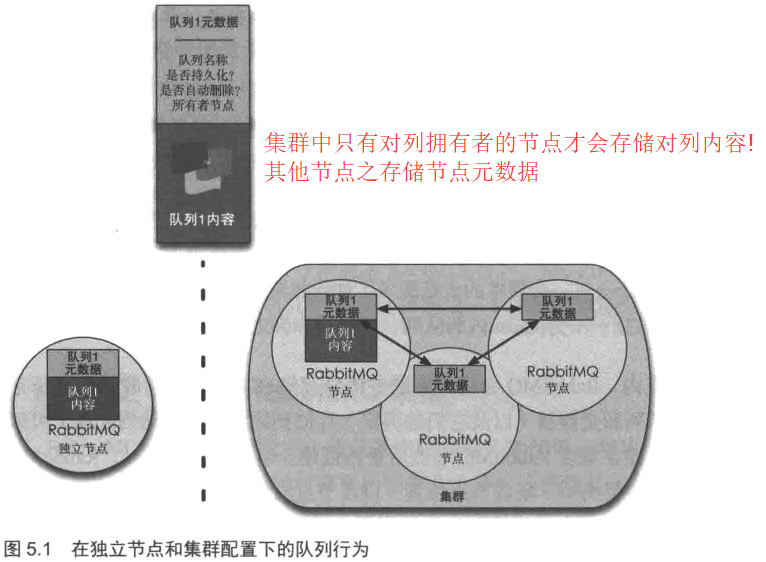 队列1元数据
队列名称
是否持久化?
是否自动删除?
所有者节点
队列1内容
集群中只有对列拥有者的节点才会存储对列内容!
其他节点之存储节点元数据
队列1
元数据
队列1
内容
RabbitMQ
独立节点
队列1
元数据
队列1
内容
RabbitMQ
节点
队列1
元数据
RabbitMQ
节点
队列1
元数据
RabbitMQ
节点
集群
图 5.1 在独立节点和集群配置下的队列行为